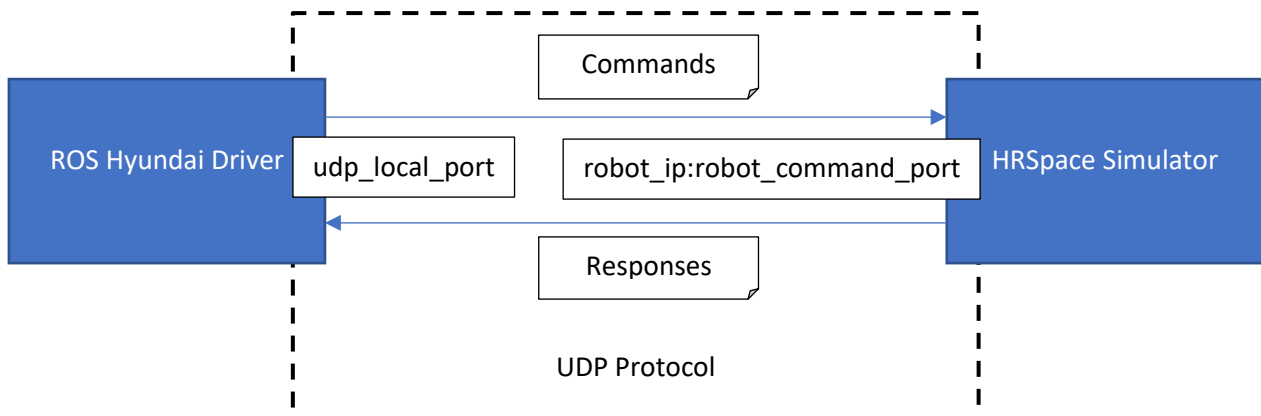 Commands
ROS Hyundai Driver
udp_local_port
robot_ip:robot_command_port
HRSpace Simulator
Responses
UDP Protocol